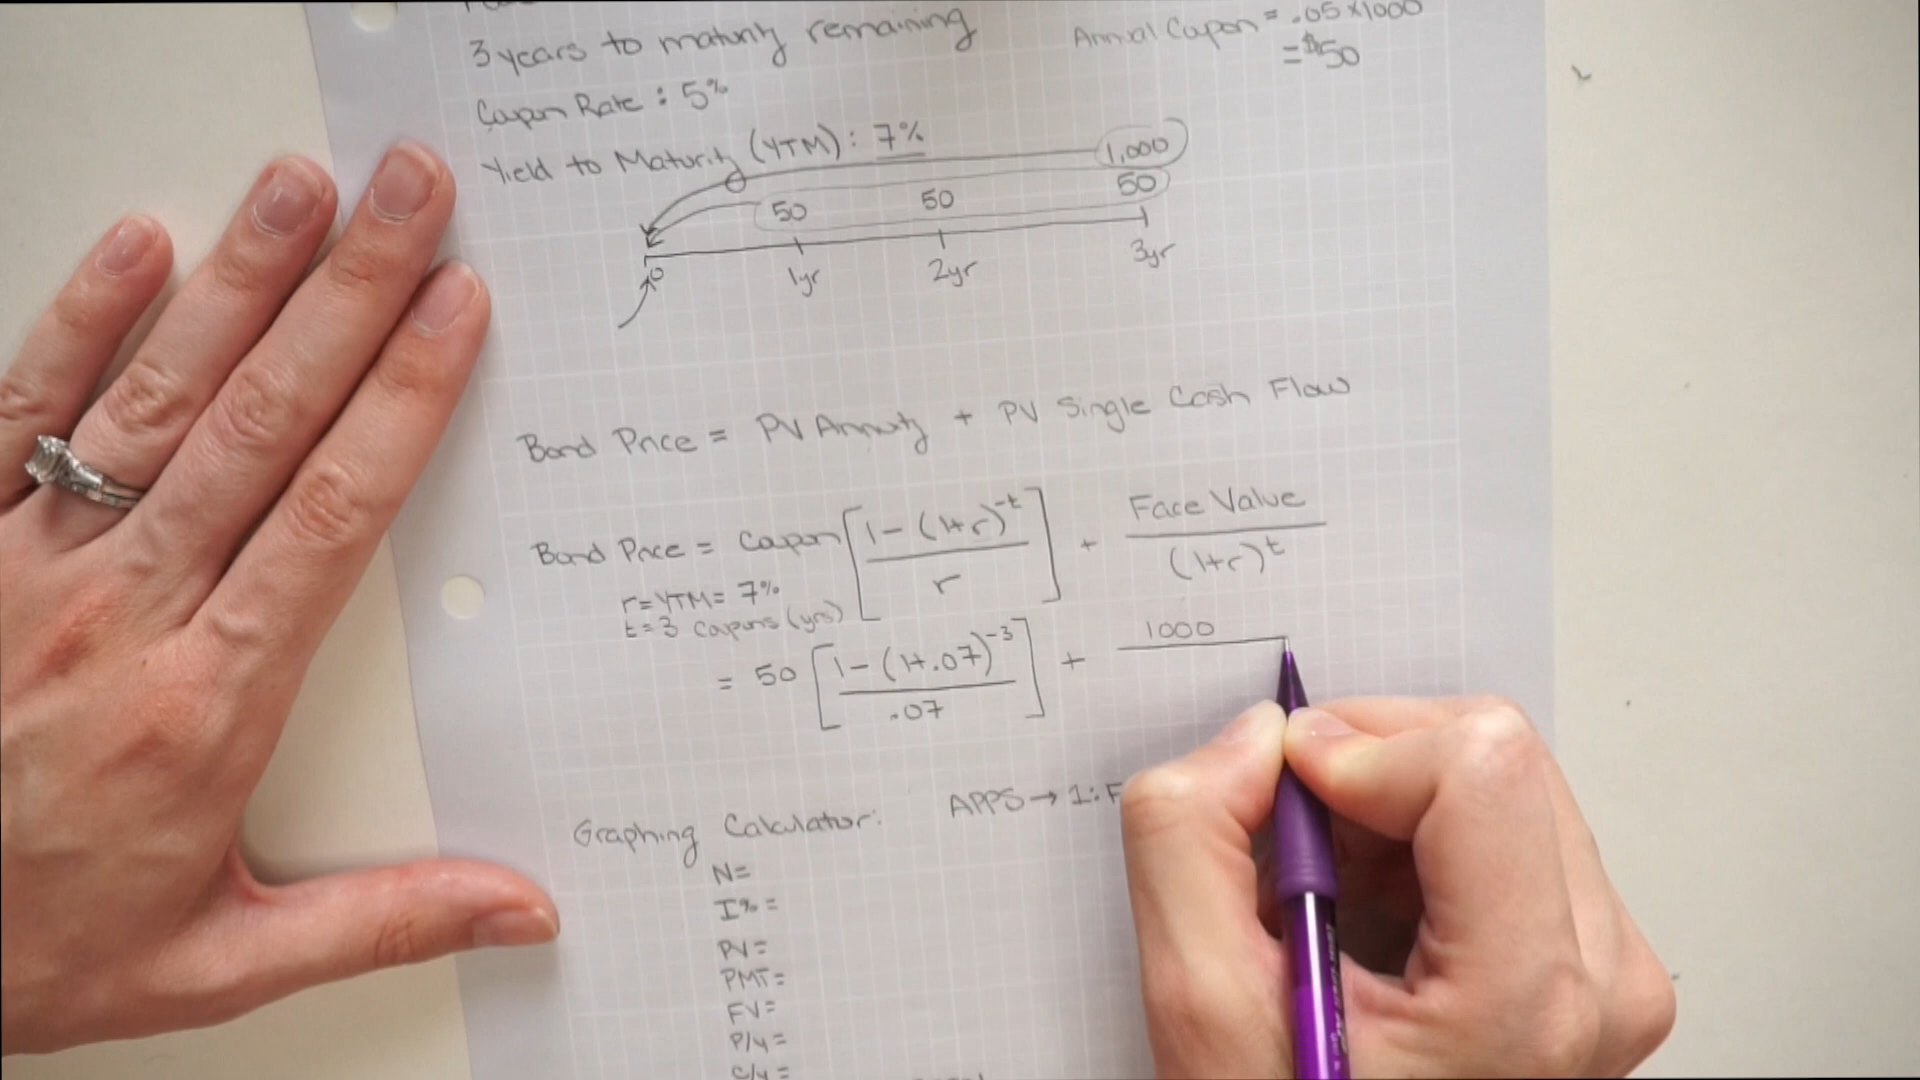 3 years to maturity remaining
Annual Coupon = .05 x 1000
= $50
Coupon Rate : 5%
Yield to Maturity (YTM) : 7%
1,000
50 50 50
0 1yr 2yr 3yr
Bond Price = PV Annuity + PV Single Cash Flow
Bond Price = Coupon [ 1 - (1+r)^-t / r ] + Face Value / (1+r)^t
r = YTM = 7%
t = 3 coupons (yrs)
= 50 [ 1 - (1+.07)^-3 / .07 ] + 1000
Graphing Calculator: APPS → 1: F
N=
I% =
PV=
PMT=
FV=
P/y=
C/y=